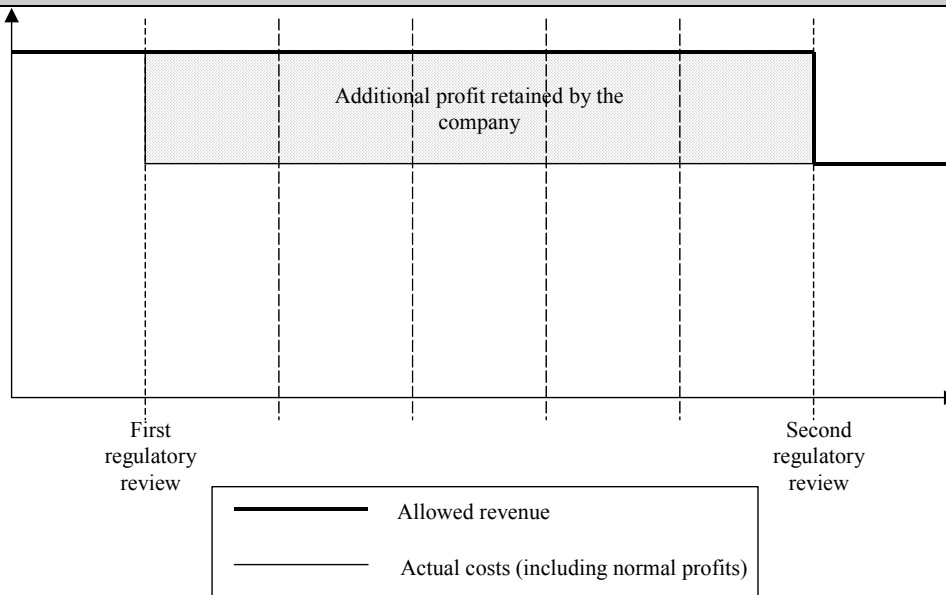 Additional profit retained by the
company
First
regulatory
review
Second
regulatory
review
Allowed revenue
Actual costs (including normal profits)